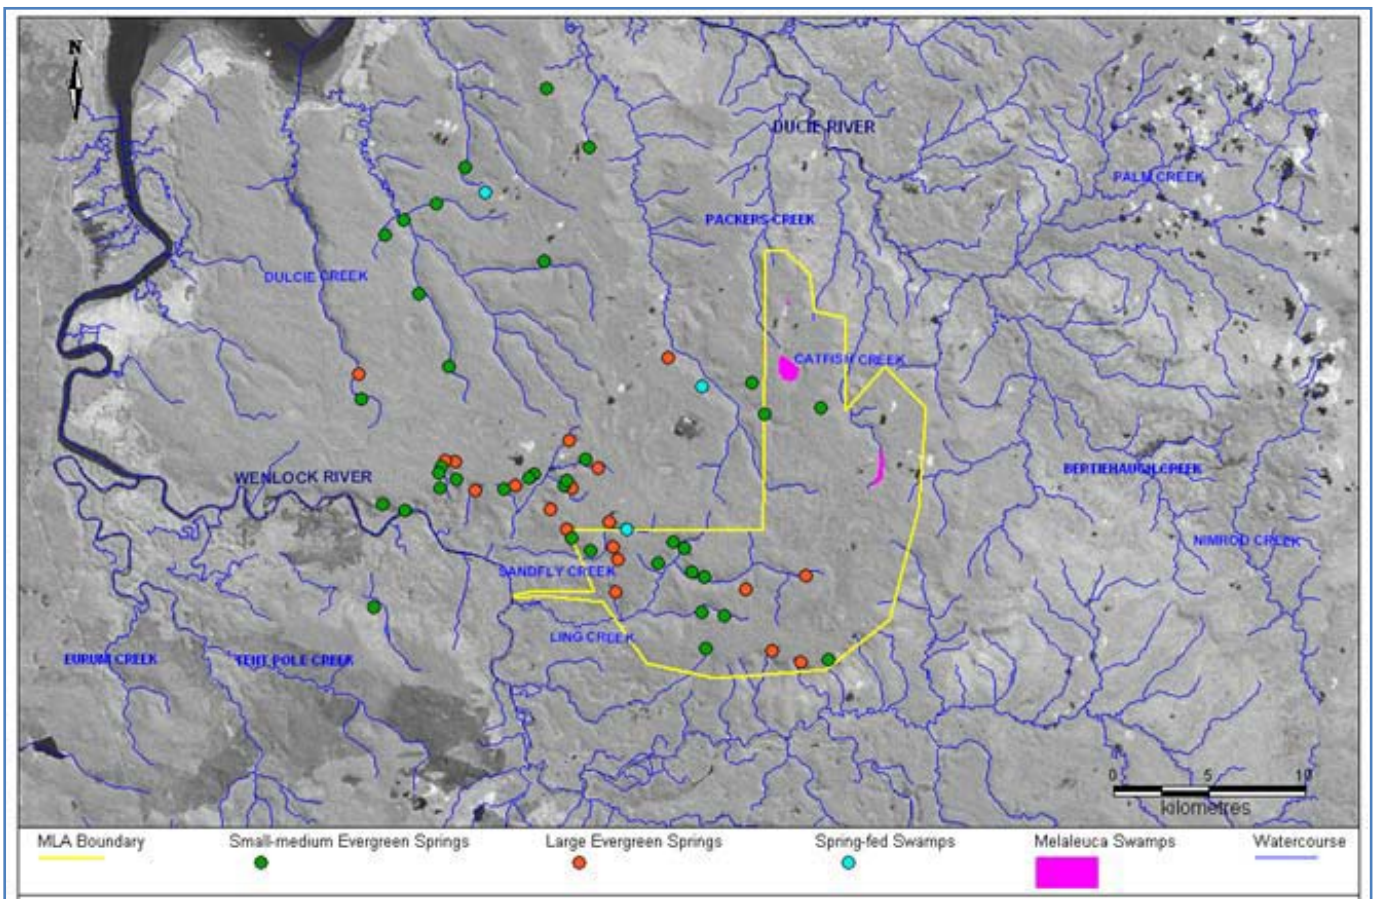 N
DUCIE RIVER
PALM CREEK
PACKERS CREEK
DULCIE CREEK
CATFISH CREEK
BERTIEHAUGH CREEK
WENLOCK RIVER
NIMROD CREEK
SANDFLY CREEK
LING CREEK
EURUM CREEK
TENT POLE CREEK
0 5 10
kilometres
MLA Boundary Small-medium Evergreen Springs Large Evergreen Springs Spring-fed Swamps Melaleuca Swamps Watercourse